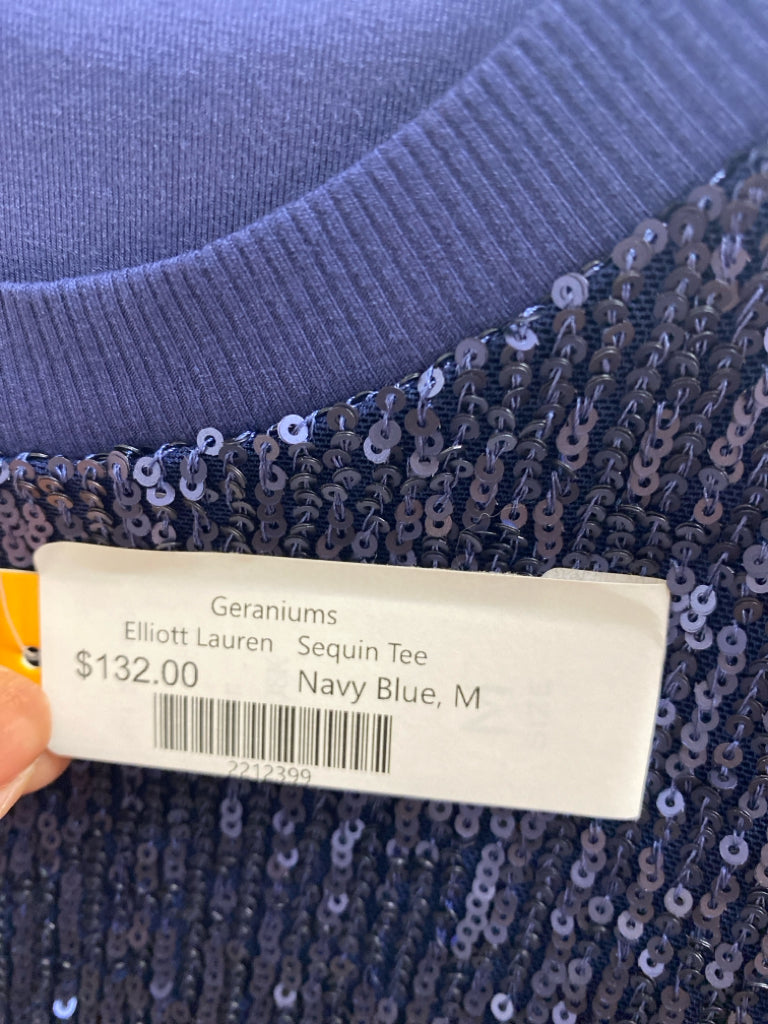 Geraniums
Elliott Lauren Sequin Tee
$132.00 Navy Blue, M
2212399